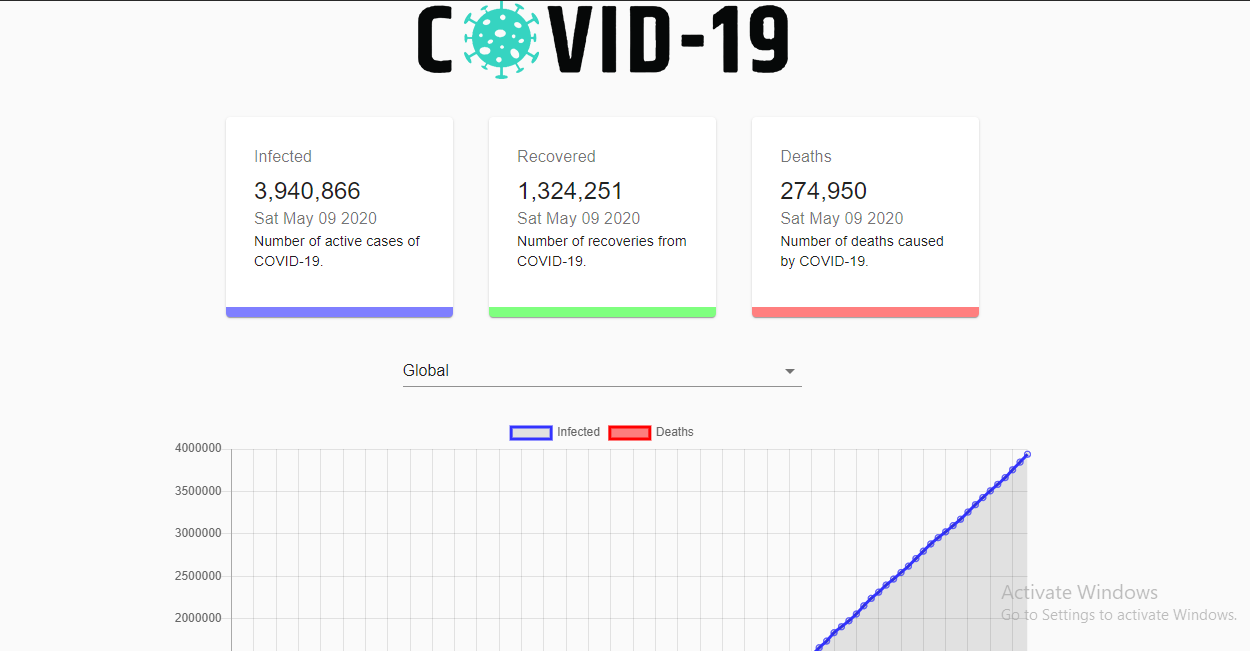 COVID-19
Infected
3,940,866
Sat May 09 2020
Number of active cases of
COVID-19.
Recovered
1,324,251
Sat May 09 2020
Number of recoveries from
COVID-19.
Deaths
274,950
Sat May 09 2020
Number of deaths caused
by COVID-19.
Global
Infected Deaths
4000000
3500000
3000000
2500000
2000000
Activate Windows
Go to Settings to activate Windows.